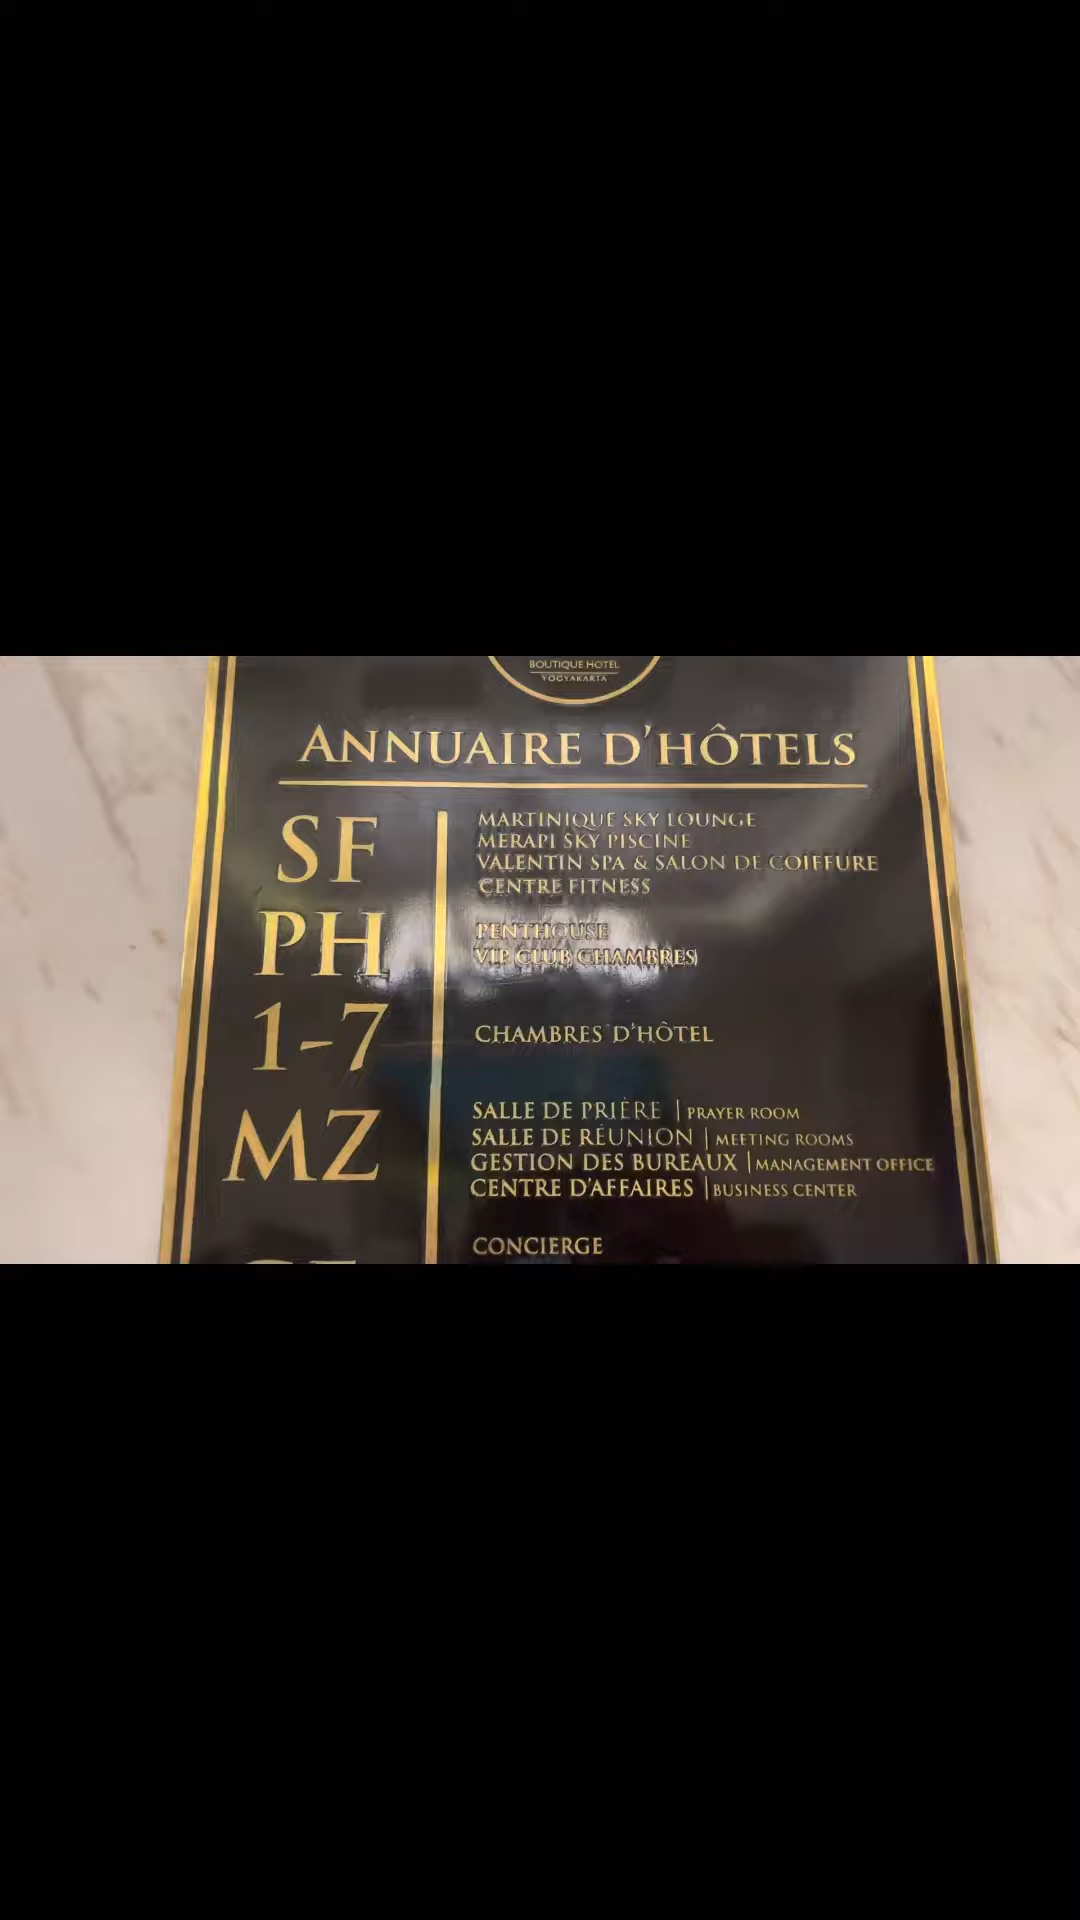 BOUTIQUE HOTEL
YOGYAKARTA
ANNUAIRE D'HÔTELS
SF
MARTINIQUE SKY LOUNGE
MERAPI SKY PISCINE
VALENTIN SPA & SALON DE COIFFURE
CENTRE FITNESS
PH
PENTHOUSE
VIP CLUB CHAMBRES
1-7
CHAMBRES D'HÔTEL
MZ
SALLE DE PRIÈRE | PRAYER ROOM
SALLE DE RÉUNION | MEETING ROOMS
GESTION DES BUREAUX | MANAGEMENT OFFICE
CENTRE D'AFFAIRES | BUSINESS CENTER
CONCIERGE